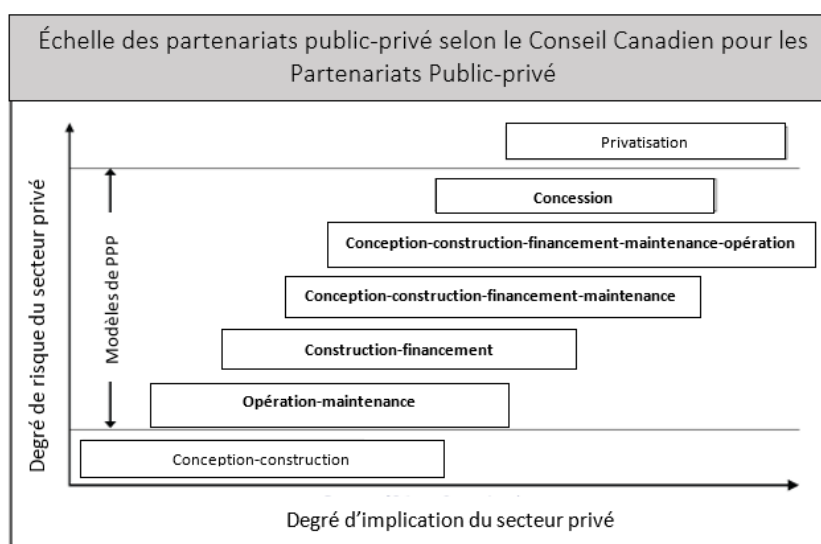 Échelle des partenariats public-privé selon le Conseil Canadien pour les
Partenariats Public-privé
Degré de risque du secteur privé
Modèles de PPP
Privatisation
Concession
Conception-construction-financement-maintenance-opération
Conception-construction-financement-maintenance
Construction-financement
Opération-maintenance
Conception-construction
Degré d'implication du secteur privé